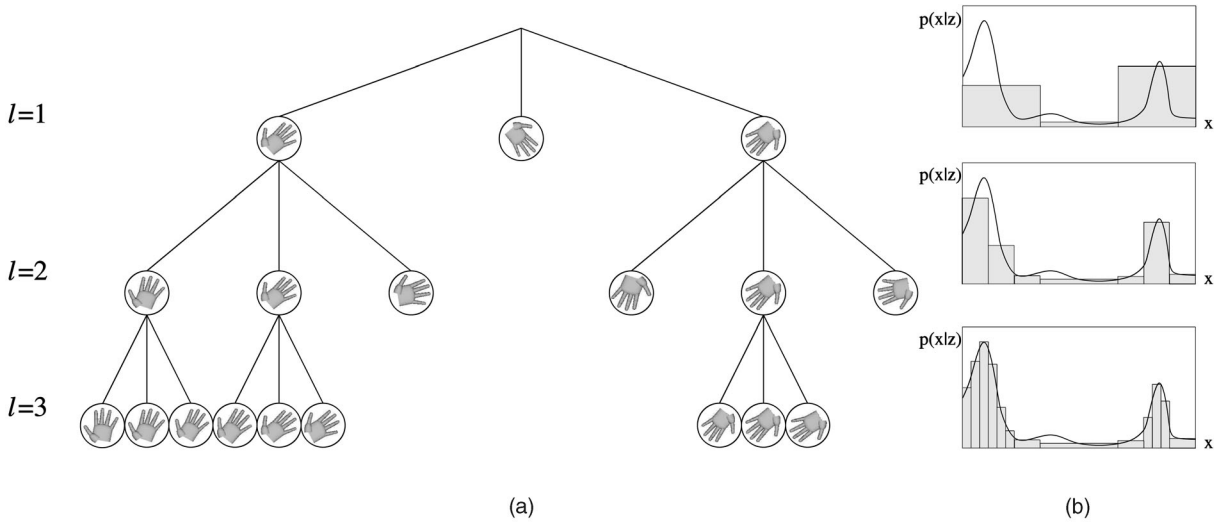 l=1
l=2
l=3
(a)
p(x|z)
x
p(x|z)
x
p(x|z)
x
(b)